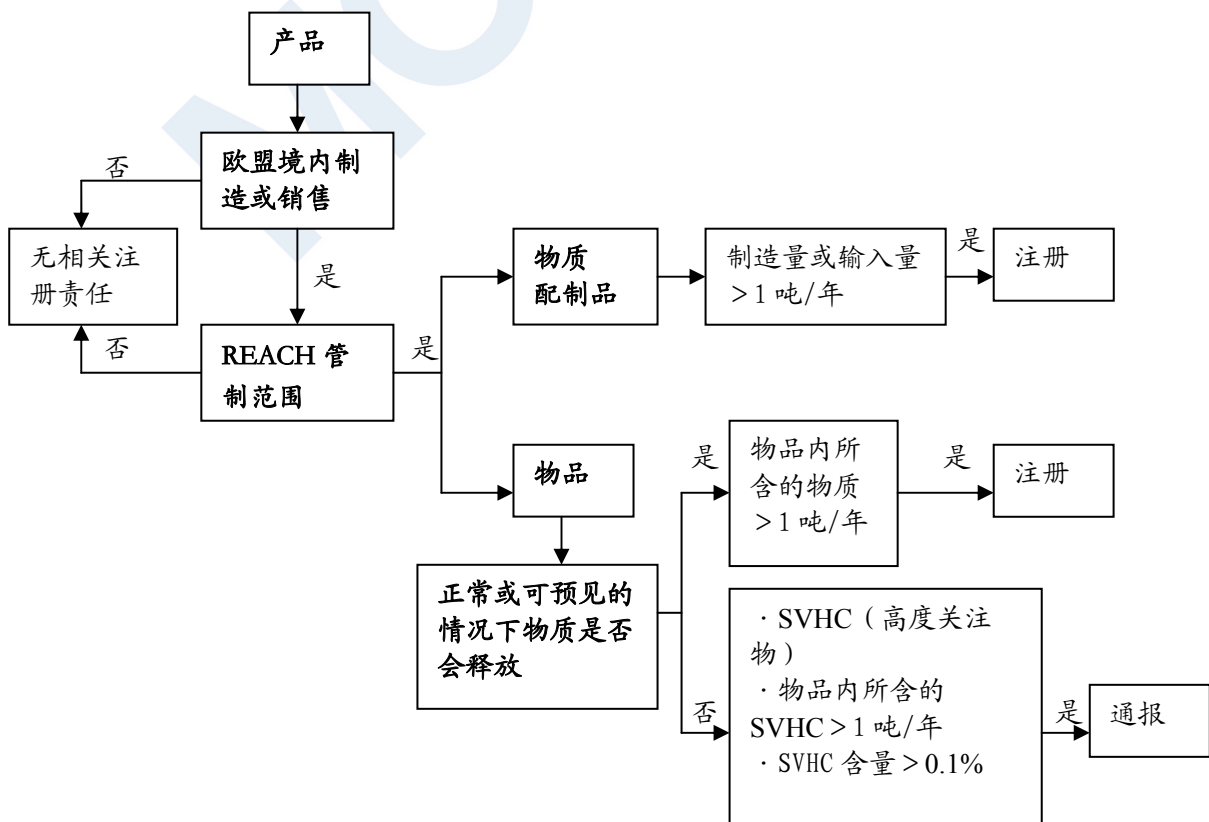 产品
欧盟境内制
造或销售
否
无相关注
册责任
是
否
REACH 管
制范围
是
物质
配制品
制造量或输入量
>1 吨/年
是
注册
物品
正常或可预见的
情况下物质是否
会释放
是
物品内所
含的物质
>1 吨/年
是
注册
否
· SVHC（高度关注
物）
· 物品内所含的
SVHC>1 吨/年
· SVHC 含量>0.1%
是
通报